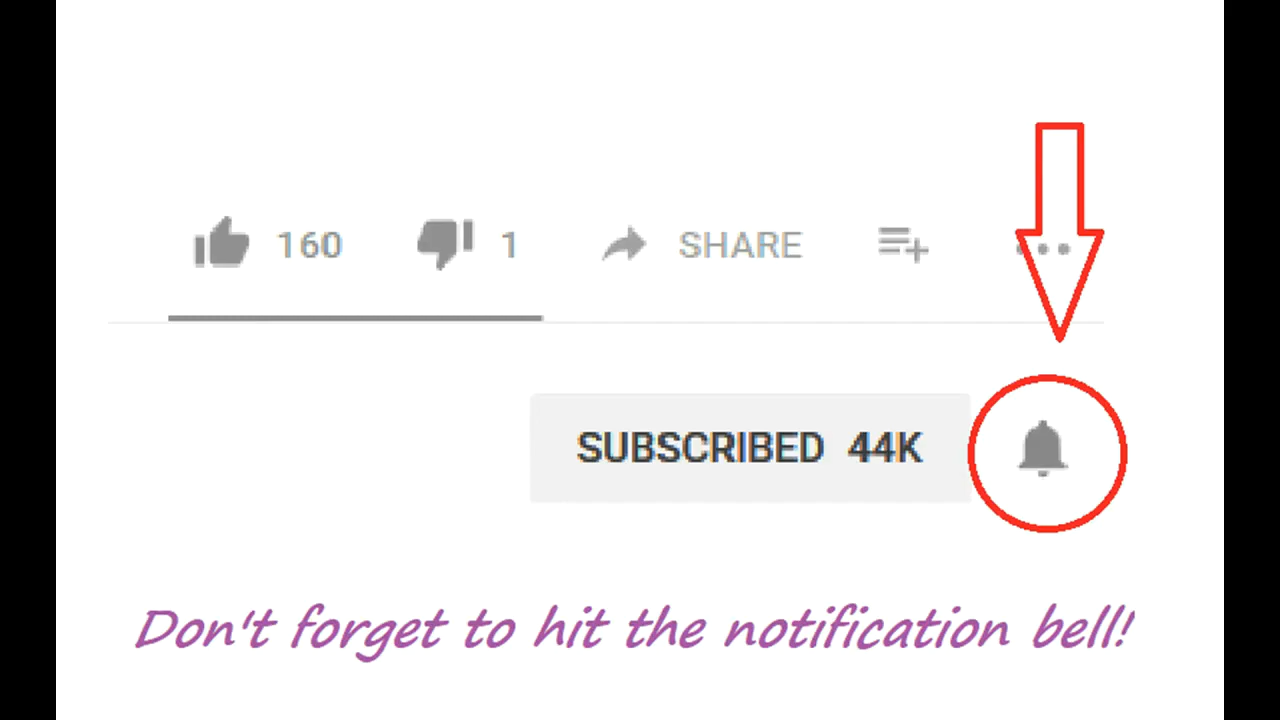 160 1 SHARE
SUBSCRIBED 44K
Don't forget to hit the notification bell!